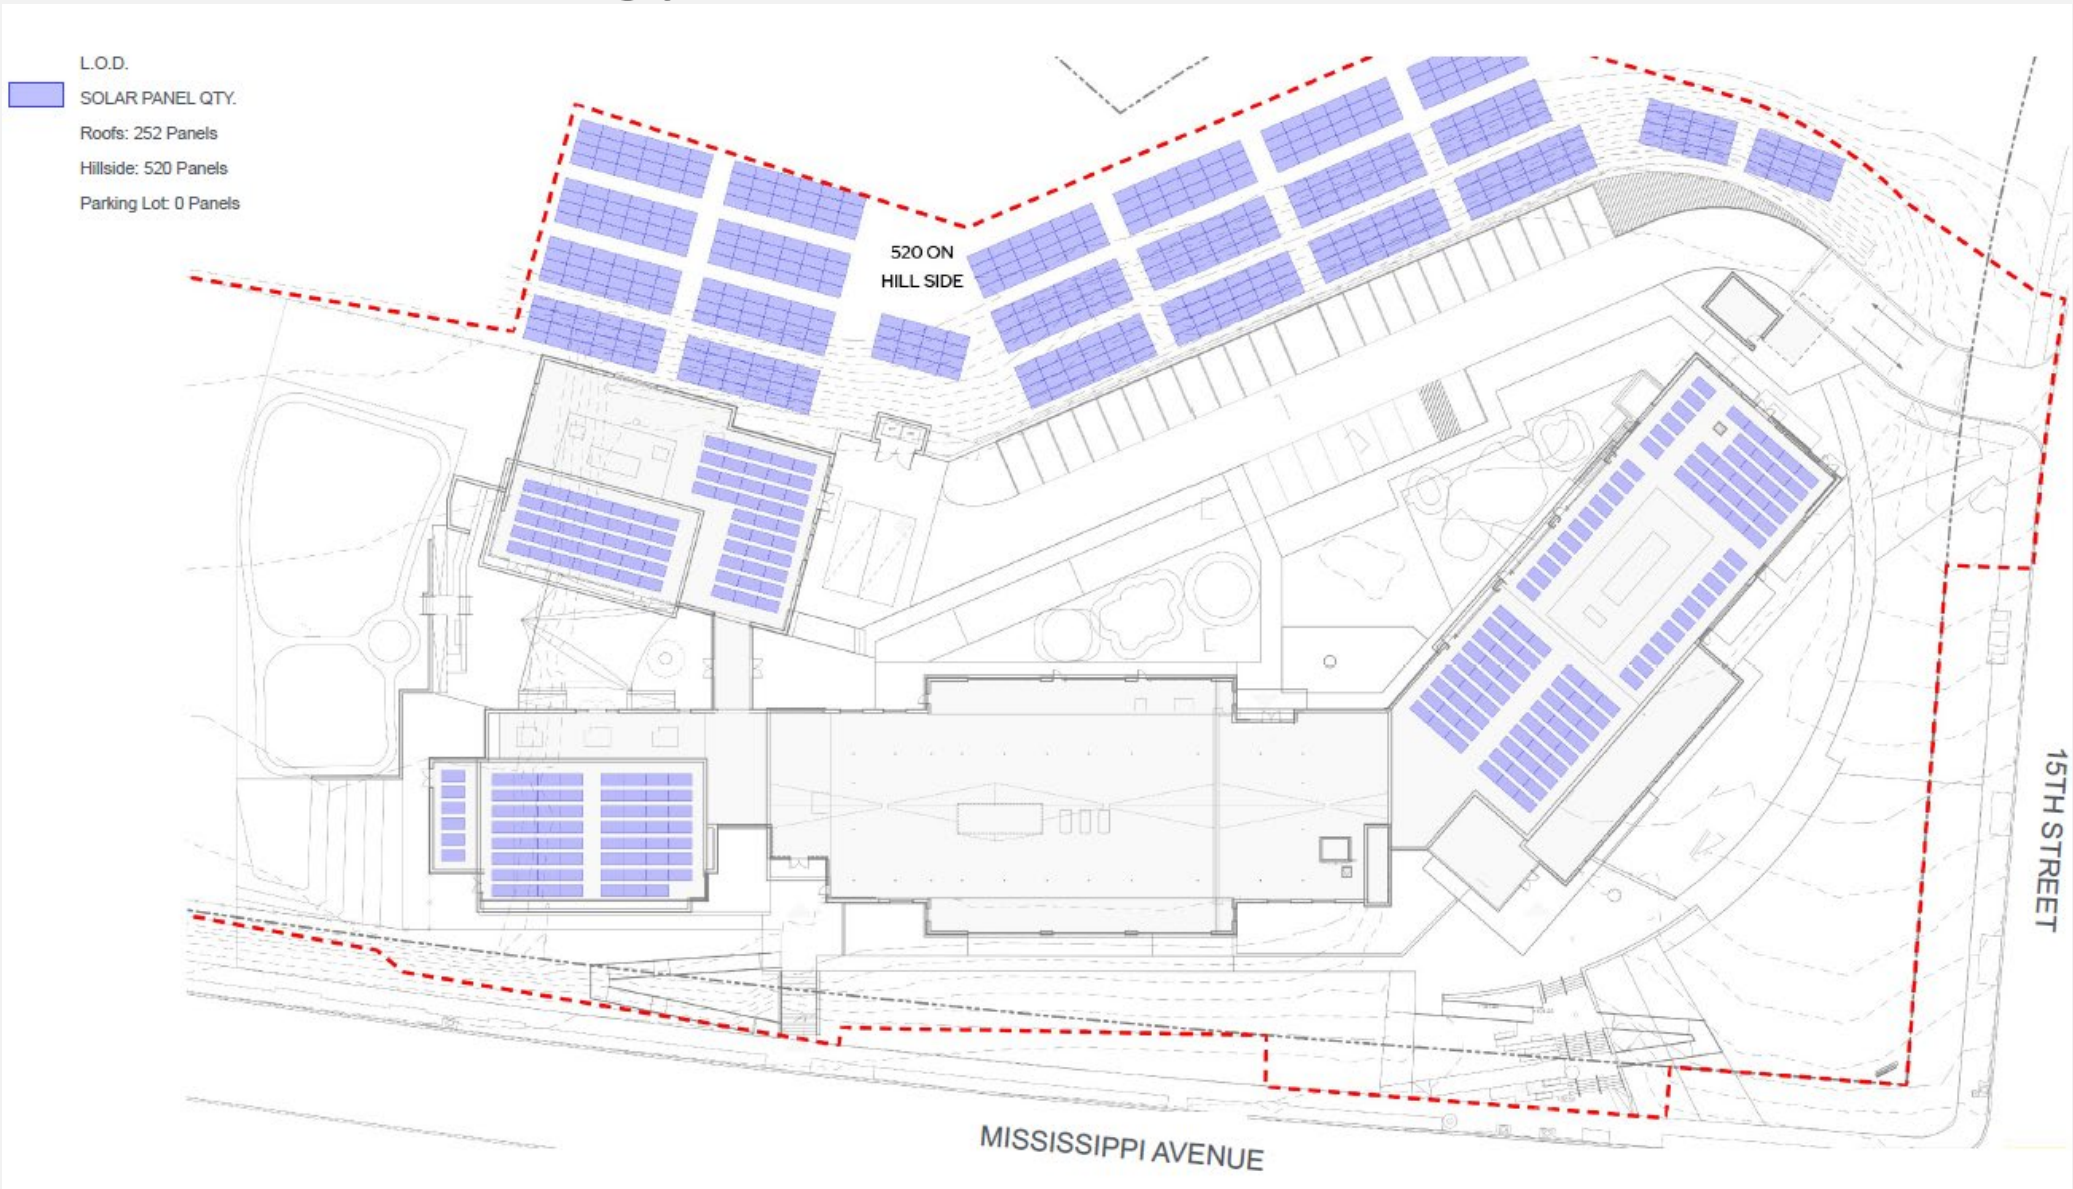 L.O.D.
SOLAR PANEL QTY.
Roofs: 252 Panels
Hillside: 520 Panels
Parking Lot: 0 Panels
520 ON
HILL SIDE
15TH STREET
MISSISSIPPI AVENUE